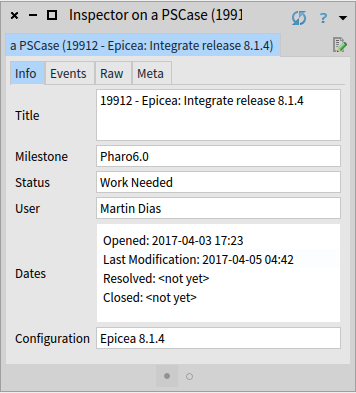 Inspector on a PSCase (1991
?
a PSCase (19912 - Epicea: Integrate release 8.1.4)
Info Events Raw Meta
Title 19912 - Epicea: Integrate release 8.1.4
Milestone Pharo6.0
Status Work Needed
User Martin Dias
Dates
Opened: 2017-04-03 17:23
Last Modification: 2017-04-05 04:42
Resolved: <not yet>
Closed: <not yet>
Configuration Epicea 8.1.4